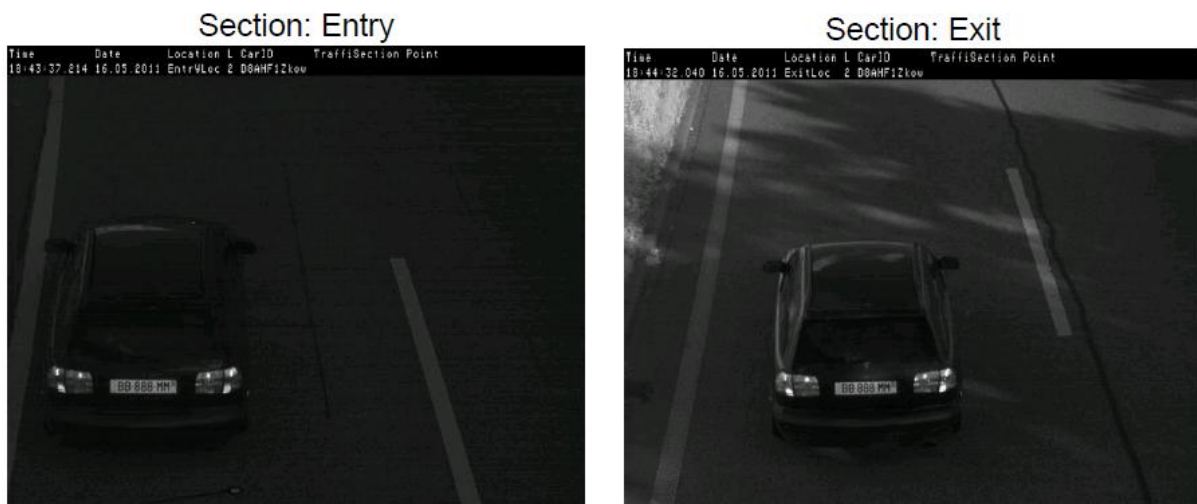 Section: Entry
Time Date Location L CarID TraffiSection Point
18:43:37.214 16.05.2011 EntryLoc 2 D8AHF1Zkow
BB 888 MM
Section: Exit
Time Date Location L CarID TraffiSection Point
18:44:32.040 16.05.2011 ExitLoc 2 D8AHF1Zkow
BB 888 MM